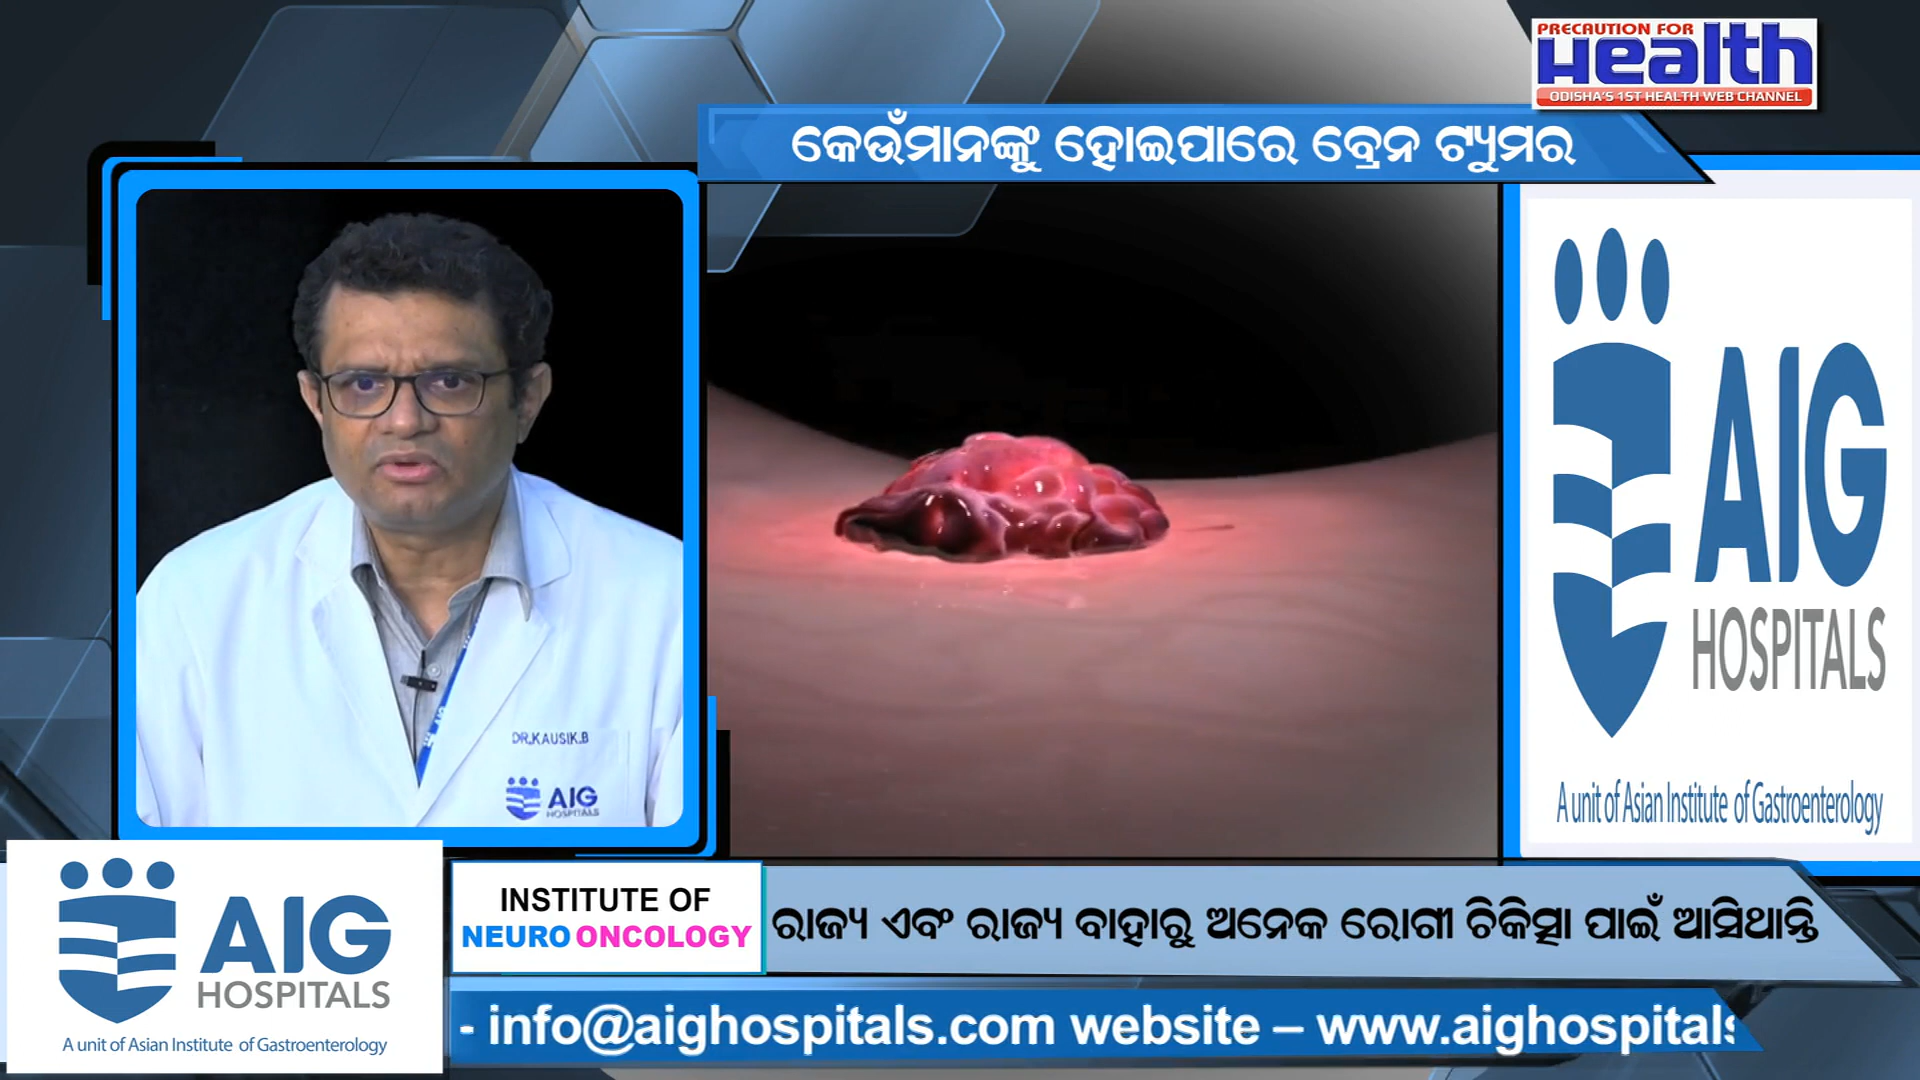 PRECAUTION FOR
Health
ODISHA'S 1ST HEALTH WEB CHANNEL
କେଉଁମାନଙ୍କୁ ହୋଇପାରେ ବ୍ରେନ ଟ୍ୟୁମର
DR.KAUSIK.B
AIG
HOSPITALS
AIG
HOSPITALS
A unit of Asian Institute of Gastroenterology
AIG
HOSPITALS
A unit of Asian Institute of Gastroenterology
INSTITUTE OF
NEURO ONCOLOGY
ରାଜ୍ୟ ଏବଂ ରାଜ୍ୟ ବାହାରୁ ଅନେକ ରୋଗୀ ଚିକିତ୍ସା ପାଇଁ ଆସିଥାନ୍ତି
- info@aighospitals.com website – www.aighospitals